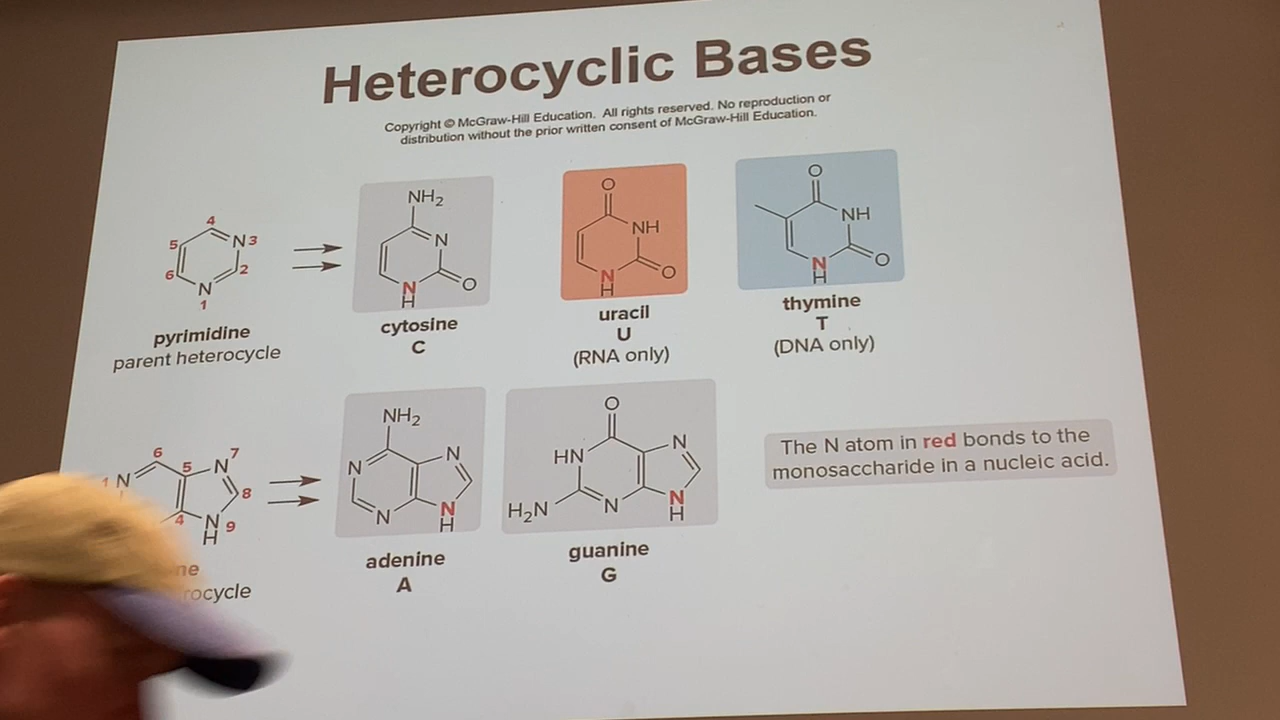 Heterocyclic Bases
Copyright © McGraw-Hill Education. All rights reserved. No reproduction or
distribution without the prior written consent of McGraw-Hill Education.
4
5
N 3
6
2
N
1
pyrimidine
parent heterocycle
NH2
N
O
N
H
cytosine
C
O
NH
O
N
H
uracil
U
(RNA only)
O
NH
O
N
H
thymine
T
(DNA only)
6
7
5
N
1 N
8
4
N 9
H
NH2
N
N
N
N
H
adenine
A
O
HN
N
H2N
N
N
H
guanine
G
The N atom in red bonds to the
monosaccharide in a nucleic acid.